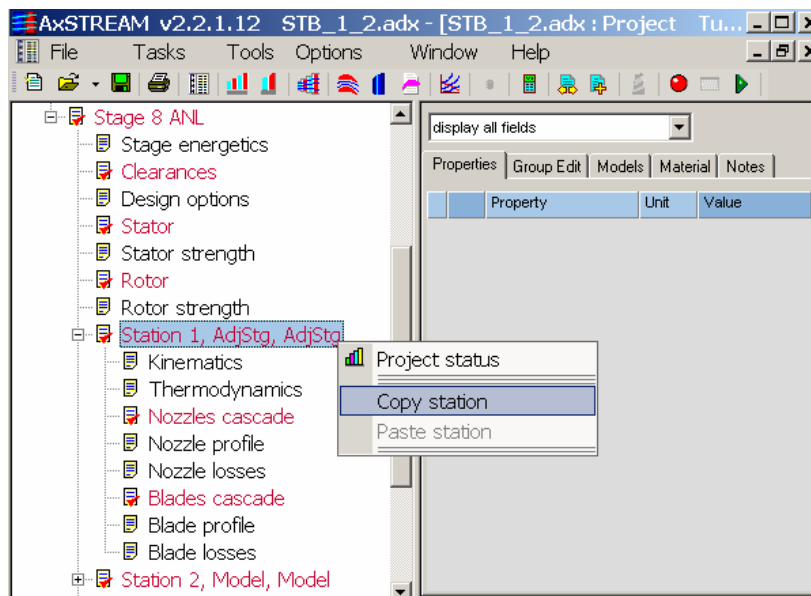 AxSTREAM v2.2.1.12 STB_1_2.adx - [STB_1_2.adx : Project Tu...
File Tasks Tools Options Window Help
Stage 8 ANL
Stage energetics
Clearances
Design options
Stator
Stator strength
Rotor
Rotor strength
Station 1, AdjStg, AdjStg
Kinematics
Thermodynamics
Nozzles cascade
Nozzle profile
Nozzle losses
Blades cascade
Blade profile
Blade losses
Station 2, Model, Model
Project status
Copy station
Paste station
display all fields
Properties Group Edit Models Material Notes
Property Unit Value